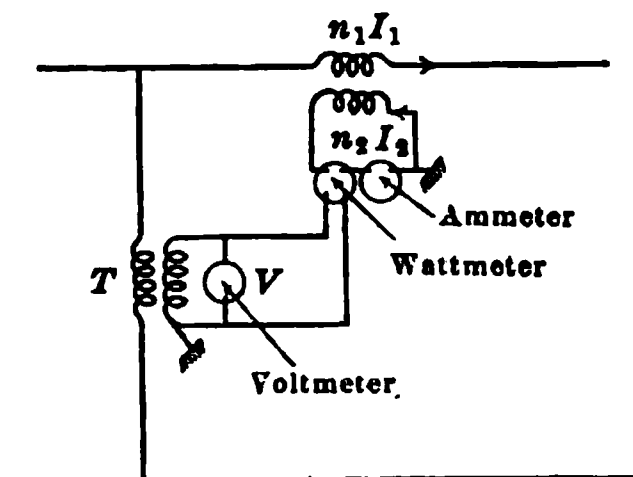 n₁I₁
n₂I₂
Ammeter
Wattmeter
T
V
Voltmeter.